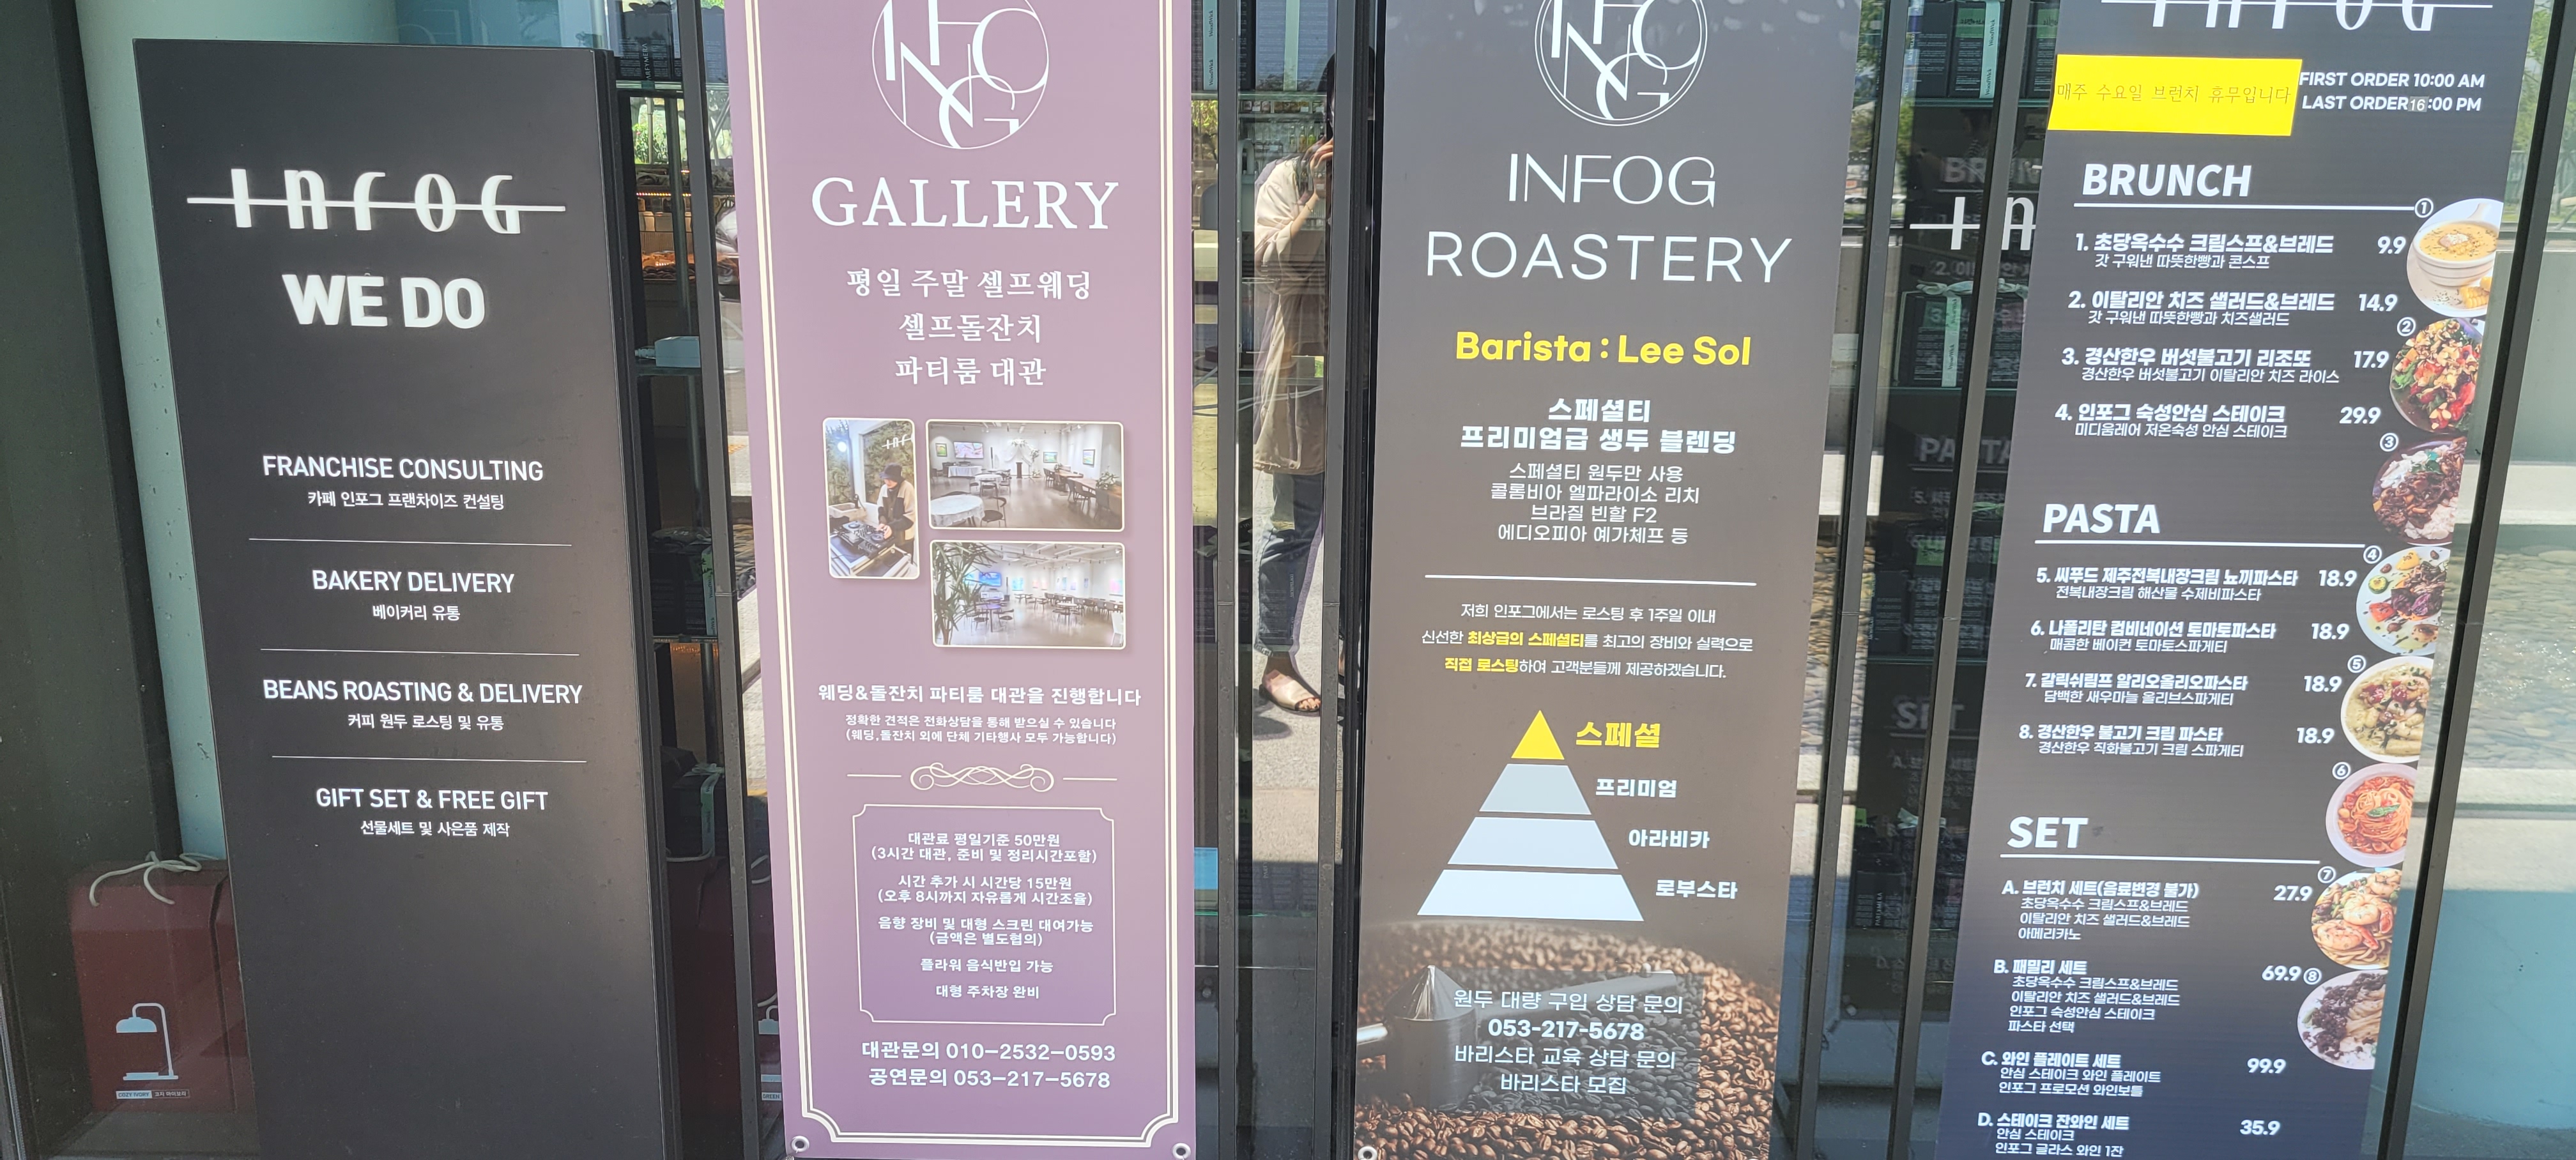 INFOG
WE DO
FRANCHISE CONSULTING
카페 인포그 프랜차이즈 컨설팅
BAKERY DELIVERY
베이커리 유통
BEANS ROASTING & DELIVERY
커피 원두 로스팅 및 유통
GIFT SET & FREE GIFT
선물세트 및 사은품 제작
COZY IVORY
INFOG
GALLERY
평일 주말 셀프웨딩
셀프돌잔치
파티룸 대관
웨딩&돌잔치 파티룸 대관을 진행합니다
정확한 견적은 전화상담을 통해 받으실 수 있습니다
(웨딩,돌잔치 외에 단체 기타행사 모두 가능합니다)
대관료 평일기준 50만원
(3시간 대관, 준비 및 정리시간포함)
시간 추가 시 시간당 15만원
(오후 8시까지 자유롭게 시간조율)
음향 장비 및 대형 스크린 대여가능
(금액은 별도협의)
플라워 음식반입 가능
대형 주차장 완비
대관문의 010-2532-0593
공연문의 053-217-5678
INFOG
INFOG
ROASTERY
Barista : Lee Sol
스페셜티
프리미엄급 생두 블렌딩
스페셜티 원두만 사용
콜롬비아 엘파라이소 리치
브라질 빈할 F2
에디오피아 예가체프 등
저희 인포그에서는 로스팅 후 1주일 이내
신선한 최상급의 스페셜티를 최고의 장비와 실력으로
직접 로스팅하여 고객분들께 제공하겠습니다.
스페셜
프리미엄
아라비카
로부스타
원두 대량 구입 상담 문의
053-217-5678
바리스타 교육 상담 문의
바리스타 모집
INFOG
매주 수요일 브런치 휴무입니다
FIRST ORDER 10:00 AM
LAST ORDER 16:00 PM
BRUNCH
1. 초당옥수수 크림스프&브레드 9.9
갓 구워낸 따뜻한빵과 콘스프
2. 이탈리안 치즈 샐러드&브레드 14.9
갓 구워낸 따뜻한빵과 치즈샐러드
3. 경산한우 버섯불고기 리조또 17.9
경산한우 버섯불고기 이탈리안 치즈 라이스
4. 인포그 숙성안심 스테이크 29.9
미디움레어 저온숙성 안심 스테이크
PASTA
5. 씨푸드 제주전복내장크림 뇨끼파스타 18.9
전복내장크림 해산물 수제비파스타
6. 나폴리탄 컴비네이션 토마토파스타 18.9
매콤한 베이컨 토마토스파게티
7. 갈릭쉬림프 알리오올리오파스타 18.9
담백한 새우마늘 올리브스파게티
8. 경산한우 불고기 크림 파스타 18.9
경산한우 직화불고기 크림 스파게티
SET
A. 브런치 세트(음료변경 불가) 27.9
초당옥수수 크림스프&브레드
이탈리안 치즈 샐러드&브레드
아메리카노
B. 패밀리 세트 69.9
초당옥수수 크림스프&브레드
이탈리안 치즈 샐러드&브레드
인포그 숙성안심 스테이크
파스타 선택
C. 와인 플레이트 세트 99.9
안심 스테이크 와인 플레이트
인포그 프로모션 와인보틀
D. 스테이크 잔와인 세트 35.9
안심 스테이크
인포그 글라스 와인 1잔
① ② ③ ④ ⑤ ⑥ ⑦ ⑧